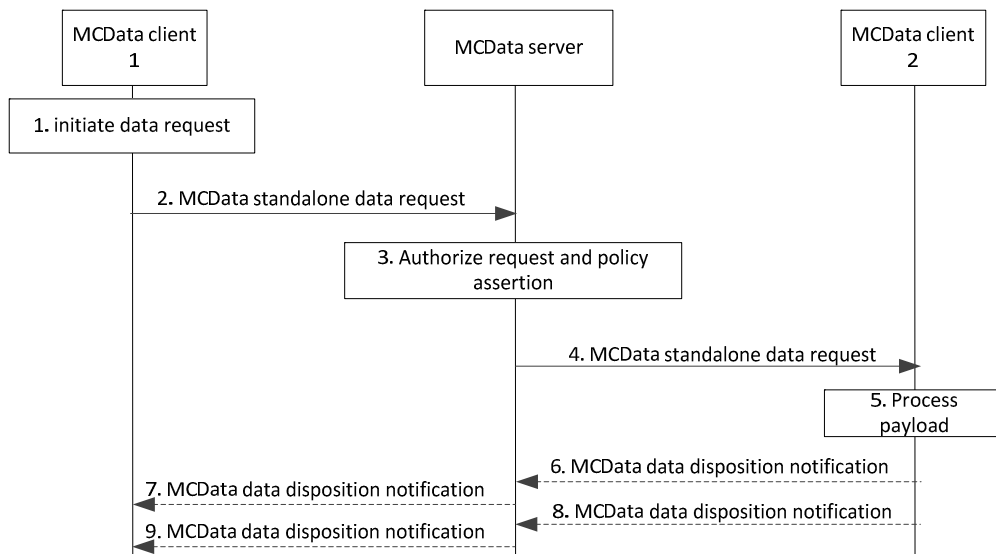 MCData client
1
MCData server
MCData client
2
1. initiate data request
2. MCData standalone data request
3. Authorize request and policy
assertion
4. MCData standalone data request
5. Process
payload
6. MCData data disposition notification
7. MCData data disposition notification
8. MCData data disposition notification
9. MCData data disposition notification